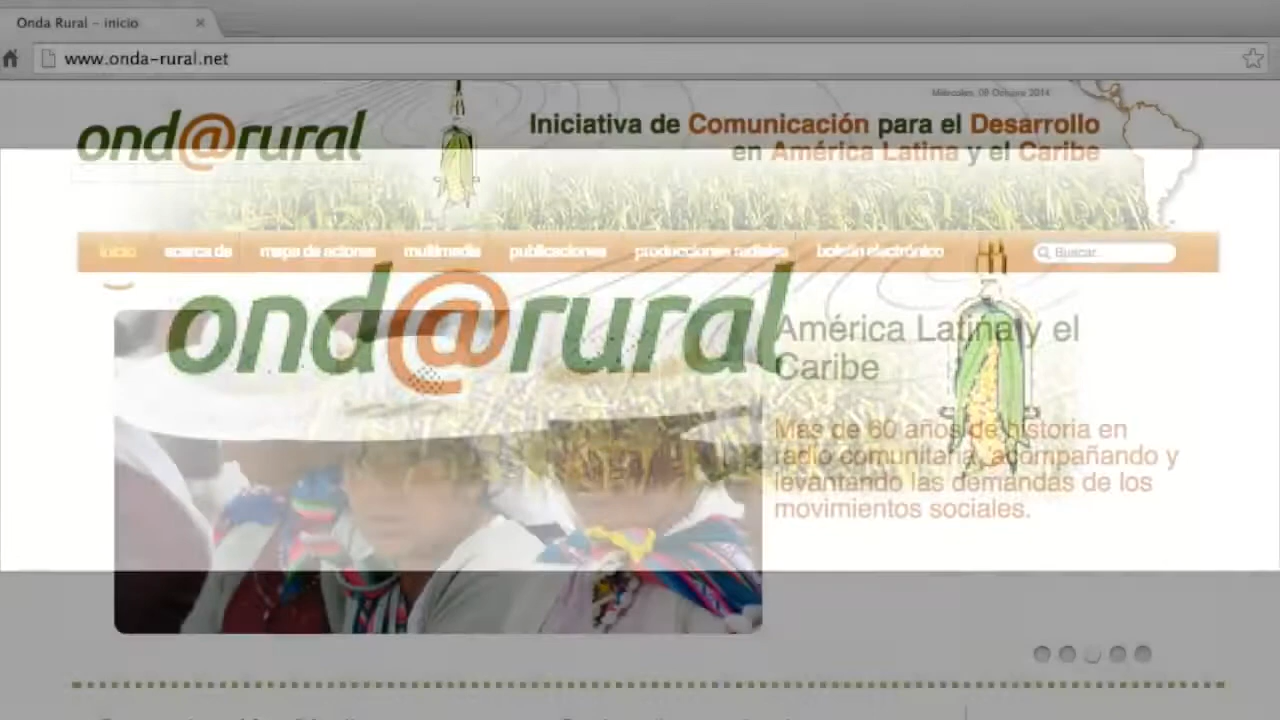 Onda Rural - inicio
www.onda-rural.net
Miércoles, 08 Octubre 2014
ond@rural
Iniciativa de Comunicación para el Desarrollo
en América Latina y el Caribe
inicio acerca de mapa de actores multimedia publicaciones producciones radiales boletín electrónico Buscar...
ond@rural
América Latina y el
Caribe
Más de 60 años de historia en
radio comunitaria, acompañando y
levantando las demandas de los
movimientos sociales.